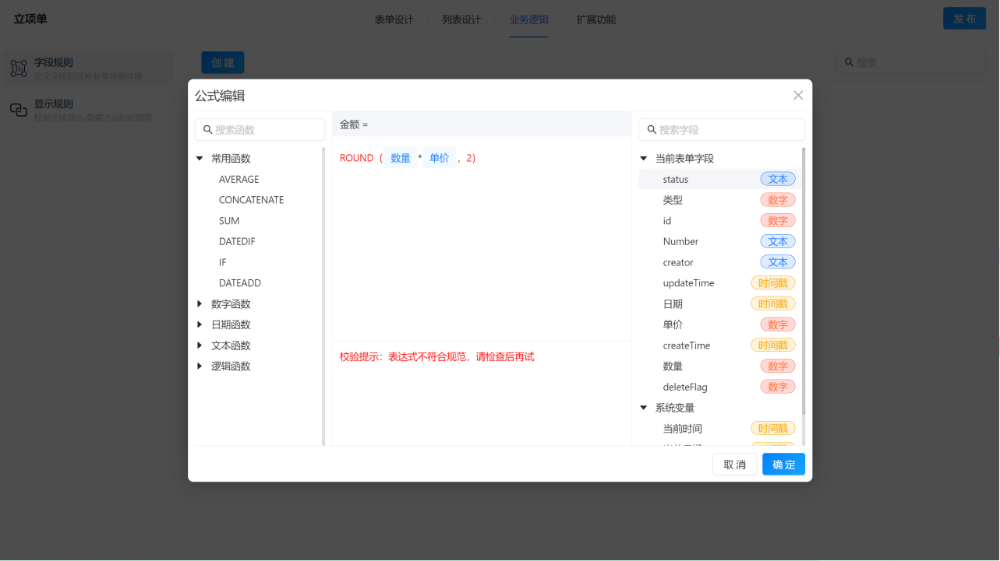 立项单
表单设计
列表设计
业务逻辑
扩展功能
发 布
字段规则
定义字段的各种业务场景效果
显示规则
控制字段显示/隐藏/只读/必填等
创 建
搜索
公式编辑
搜索函数
常用函数
AVERAGE
CONCATENATE
SUM
DATEDIF
IF
DATEADD
数字函数
日期函数
文本函数
逻辑函数
金额 =
ROUND（ 数量 * 单价 ，2）
校验提示：表达式不符合规范，请检查后再试
搜索字段
当前表单字段
status 文本
类型 数字
id 数字
Number 文本
creator 文本
updateTime 时间戳
日期 时间戳
单价 数字
createTime 时间戳
数量 数字
deleteFlag 数字
系统变量
当前时间 时间戳
取 消
确 定